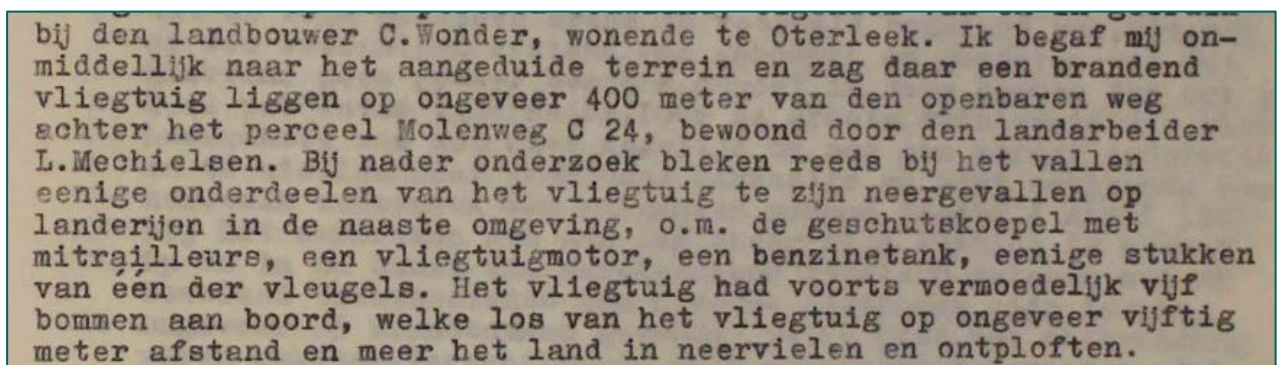 bij den landbouwer C.Wonder, wonende te Oterleek. Ik begaf mij on-
middellijk naar het aangeduide terrein en zag daar een brandend
vliegtuig liggen op ongeveer 400 meter van den openbaren weg
achter het perceel Molenweg C 24, bewoond door den landarbeider
L.Mechielsen. Bij nader onderzoek bleken reeds bij het vallen
eenige onderdeelen van het vliegtuig te zijn neergevallen op
landerijen in de naaste omgeving, o.m. de geschutskoepel met
mitrailleurs, een vliegtuigmotor, een benzinetank, eenige stukken
van één der vleugels. Het vliegtuig had voorts vermoedelijk vijf
bommen aan boord, welke los van het vliegtuig op ongeveer vijftig
meter afstand en meer het land in neervielen en ontploften.